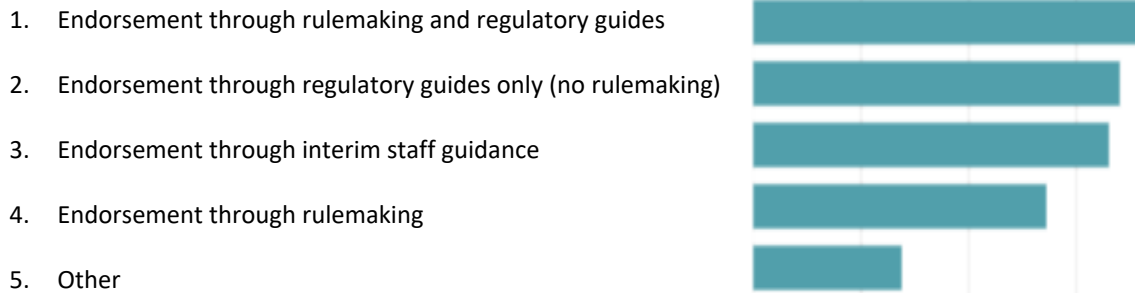 1. Endorsement through rulemaking and regulatory guides
2. Endorsement through regulatory guides only (no rulemaking)
3. Endorsement through interim staff guidance
4. Endorsement through rulemaking
5. Other